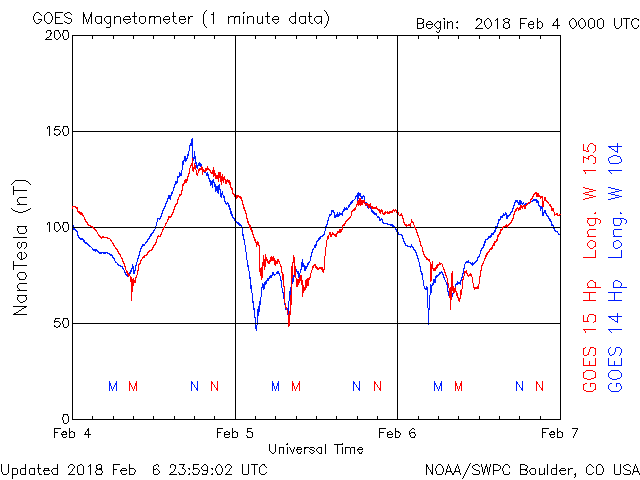 GOES Magnetometer (1 minute data)
Begin: 2018 Feb 4 0000 UTC
200
150
100
50
0
NanoTesla (nT)
M M N N M M N N M M N N
Feb 4 Feb 5 Feb 6 Feb 7
Universal Time
GOES 15 Hp Long. W 135
GOES 14 Hp Long. W 104
Updated 2018 Feb 6 23:59:02 UTC
NOAA/SWPC Boulder, CO USA